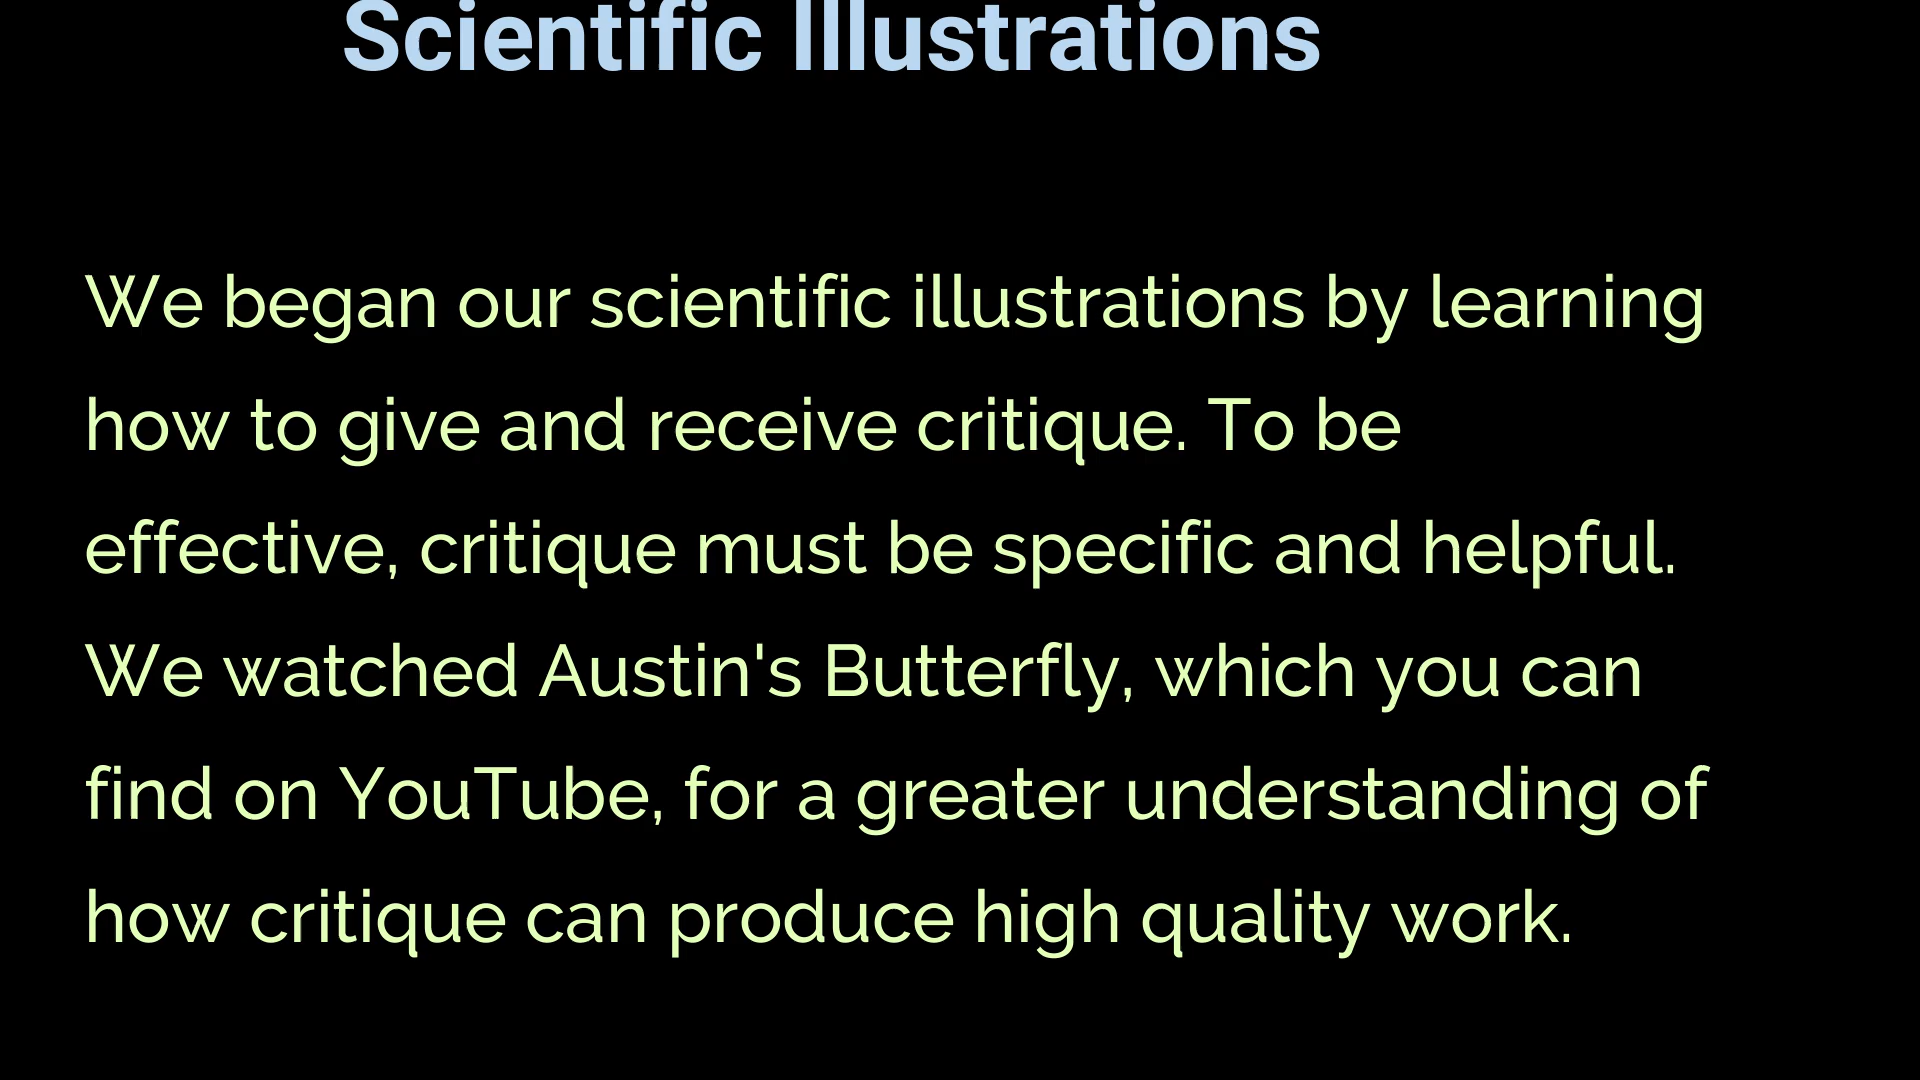 Scientific Illustrations
We began our scientific illustrations by learning
how to give and receive critique. To be
effective, critique must be specific and helpful.
We watched Austin's Butterfly, which you can
find on YouTube, for a greater understanding of
how critique can produce high quality work.